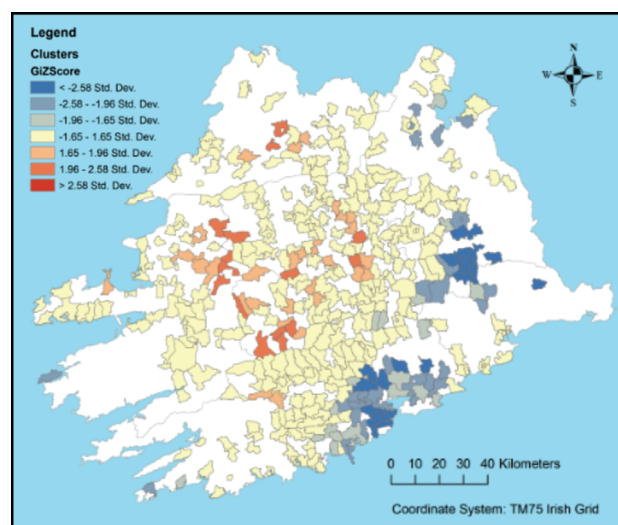 Legend
Clusters
GiZScore
< -2.58 Std. Dev.
-2.58 - -1.96 Std. Dev.
-1.96 - -1.65 Std. Dev.
-1.65 - 1.65 Std. Dev.
1.65 - 1.96 Std. Dev.
1.96 - 2.58 Std. Dev.
> 2.58 Std. Dev.
N
W E
S
0 10 20 30 40 Kilometers
Coordinate System: TM75 Irish Grid